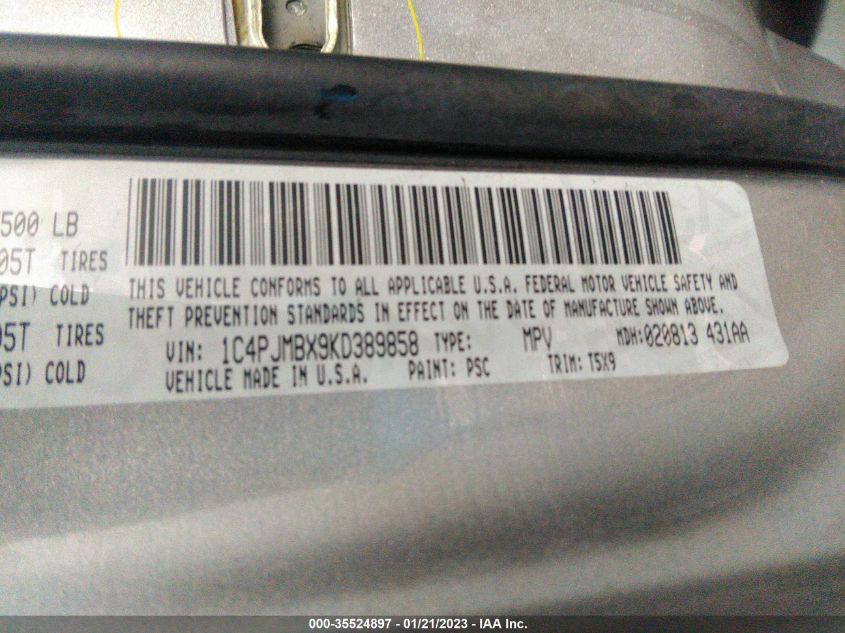 500 LB
05T TIRES
PSI) COLD
05T TIRES
PSI) COLD
THIS VEHICLE CONFORMS TO ALL APPLICABLE U.S.A. FEDERAL MOTOR VEHICLE SAFETY AND
THEFT PREVENTION STANDARDS IN EFFECT ON THE DATE OF MANUFACTURE SHOWN ABOVE.
VIN: 1C4PJMBX9KD389858 TYPE: MPV MDH:020813 431AA
VEHICLE MADE IN U.S.A. PAINT: PSC TRIM: T5X9
000-35524897 - 01/21/2023 - IAA Inc.